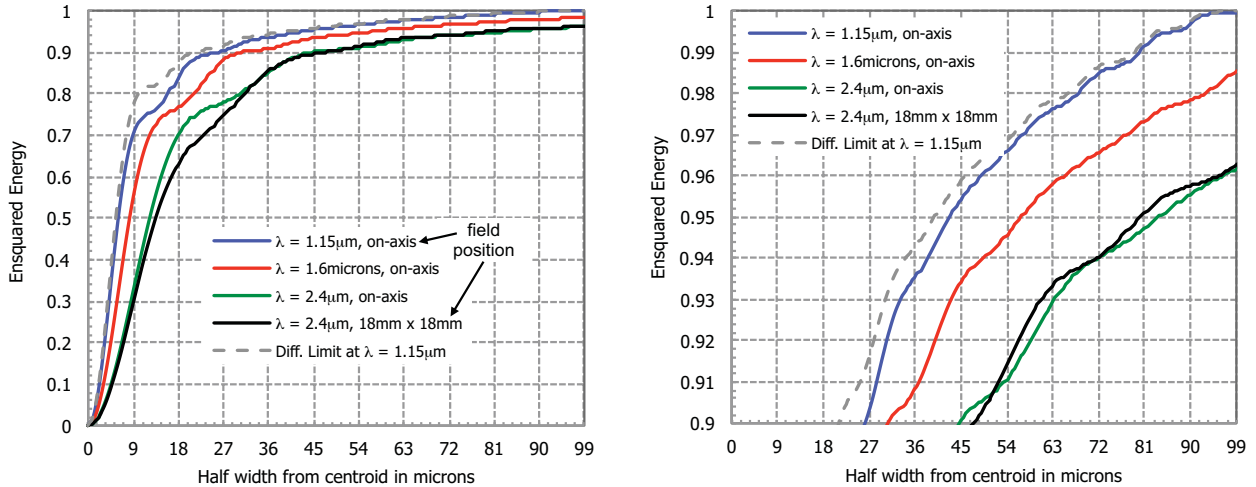 1
0.9
0.8
0.7
0.6
0.5
0.4
0.3
0.2
0.1
0
Ensquared Energy
λ = 1.15μm, on-axis
λ = 1.6microns, on-axis
λ = 2.4μm, on-axis
λ = 2.4μm, 18mm x 18mm
Diff. Limit at λ = 1.15μm
field
position
0 9 18 27 36 45 54 63 72 81 90 99
Half width from centroid in microns
1
0.99
0.98
0.97
0.96
0.95
0.94
0.93
0.92
0.91
0.9
Ensquared Energy
λ = 1.15μm, on-axis
λ = 1.6microns, on-axis
λ = 2.4μm, on-axis
λ = 2.4μm, 18mm x 18mm
Diff. Limit at λ = 1.15μm
0 9 18 27 36 45 54 63 72 81 90 99
Half width from centroid in microns